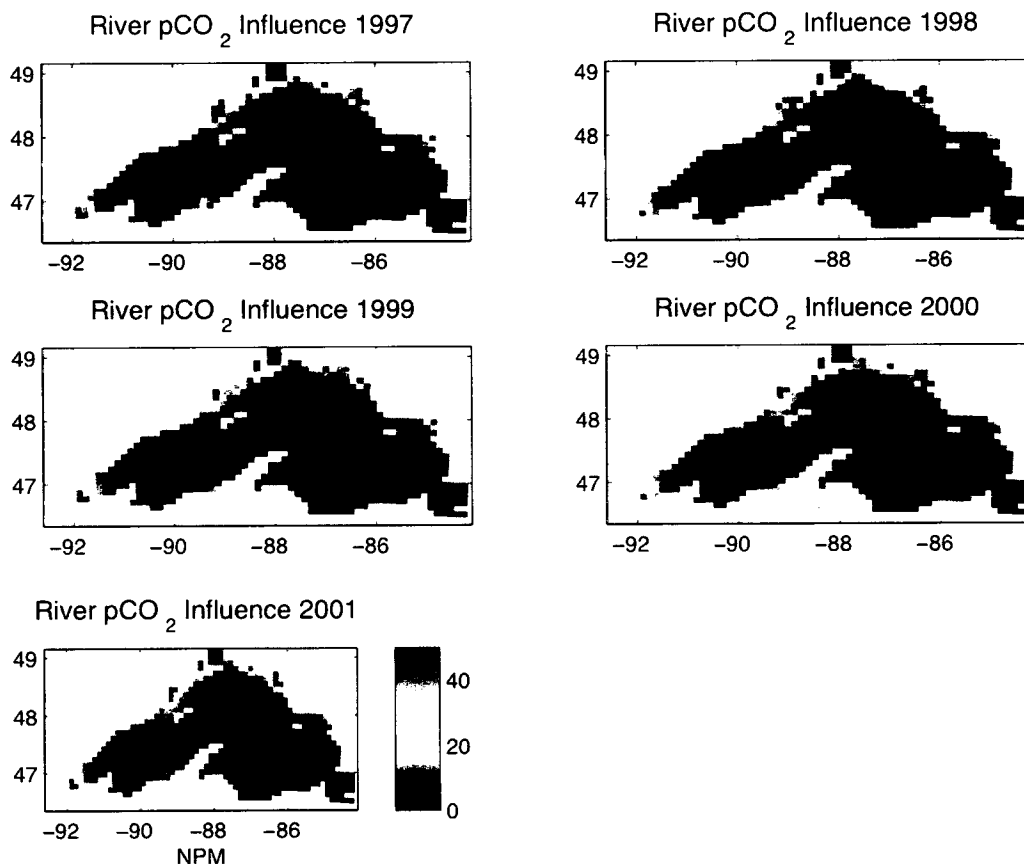 River pCO 2 Influence 1997
49
48
47
−92 −90 −88 −86
River pCO 2 Influence 1998
49
48
47
−92 −90 −88 −86
River pCO 2 Influence 1999
49
48
47
−92 −90 −88 −86
River pCO 2 Influence 2000
49
48
47
−92 −90 −88 −86
River pCO 2 Influence 2001
49
48
47
−92 −90 −88 −86
NPM
40
20
0